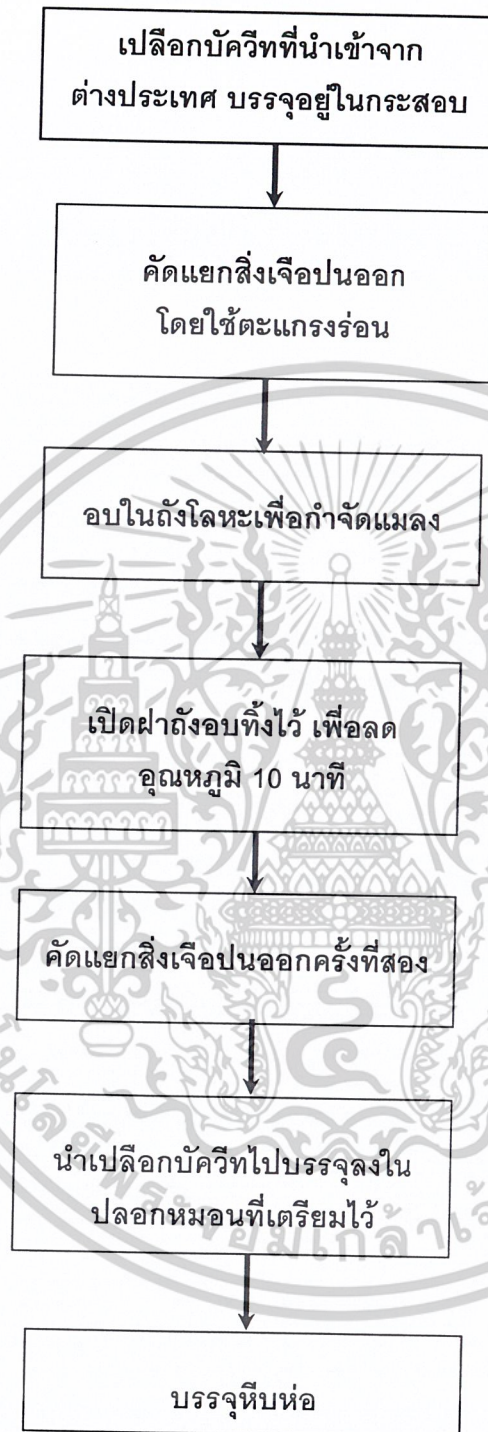 เปลือกบัควีทที่นำเข้าจาก
ต่างประเทศ บรรจุอยู่ในกระสอบ
คัดแยกสิ่งเจือปนออก
โดยใช้ตะแกรงร่อน
อบในถังโลหะเพื่อกำจัดแมลง
เปิดฝาถังอบทิ้งไว้ เพื่อลด
อุณหภูมิ 10 นาที
คัดแยกสิ่งเจือปนออกครั้งที่สอง
นำเปลือกบัควีทไปบรรจุลงใน
ปลอกหมอนที่เตรียมไว้
บรรจุหีบห่อ